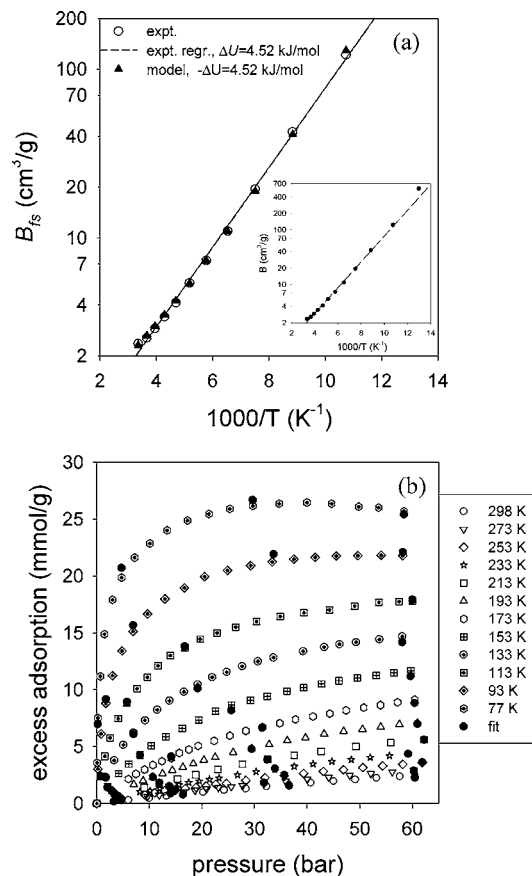 200
(a)
expt.
expt. regr., ΔU=4.52 kJ/mol
model, -ΔU=4.52 kJ/mol
100
70
40
20
10
7
4
2
B_fs (cm³/g)
700
400
200
100
70
40
20
10
7
4
2
B (cm³/g)
2 4 6 8 10 12 14
1000/T (K⁻¹)
2 4 6 8 10 12 14
1000/T (K⁻¹)
30
(b)
25
20
15
10
5
0
excess adsorption (mmol/g)
0 10 20 30 40 50 60
pressure (bar)
298 K
273 K
253 K
233 K
213 K
193 K
173 K
153 K
133 K
113 K
93 K
77 K
fit